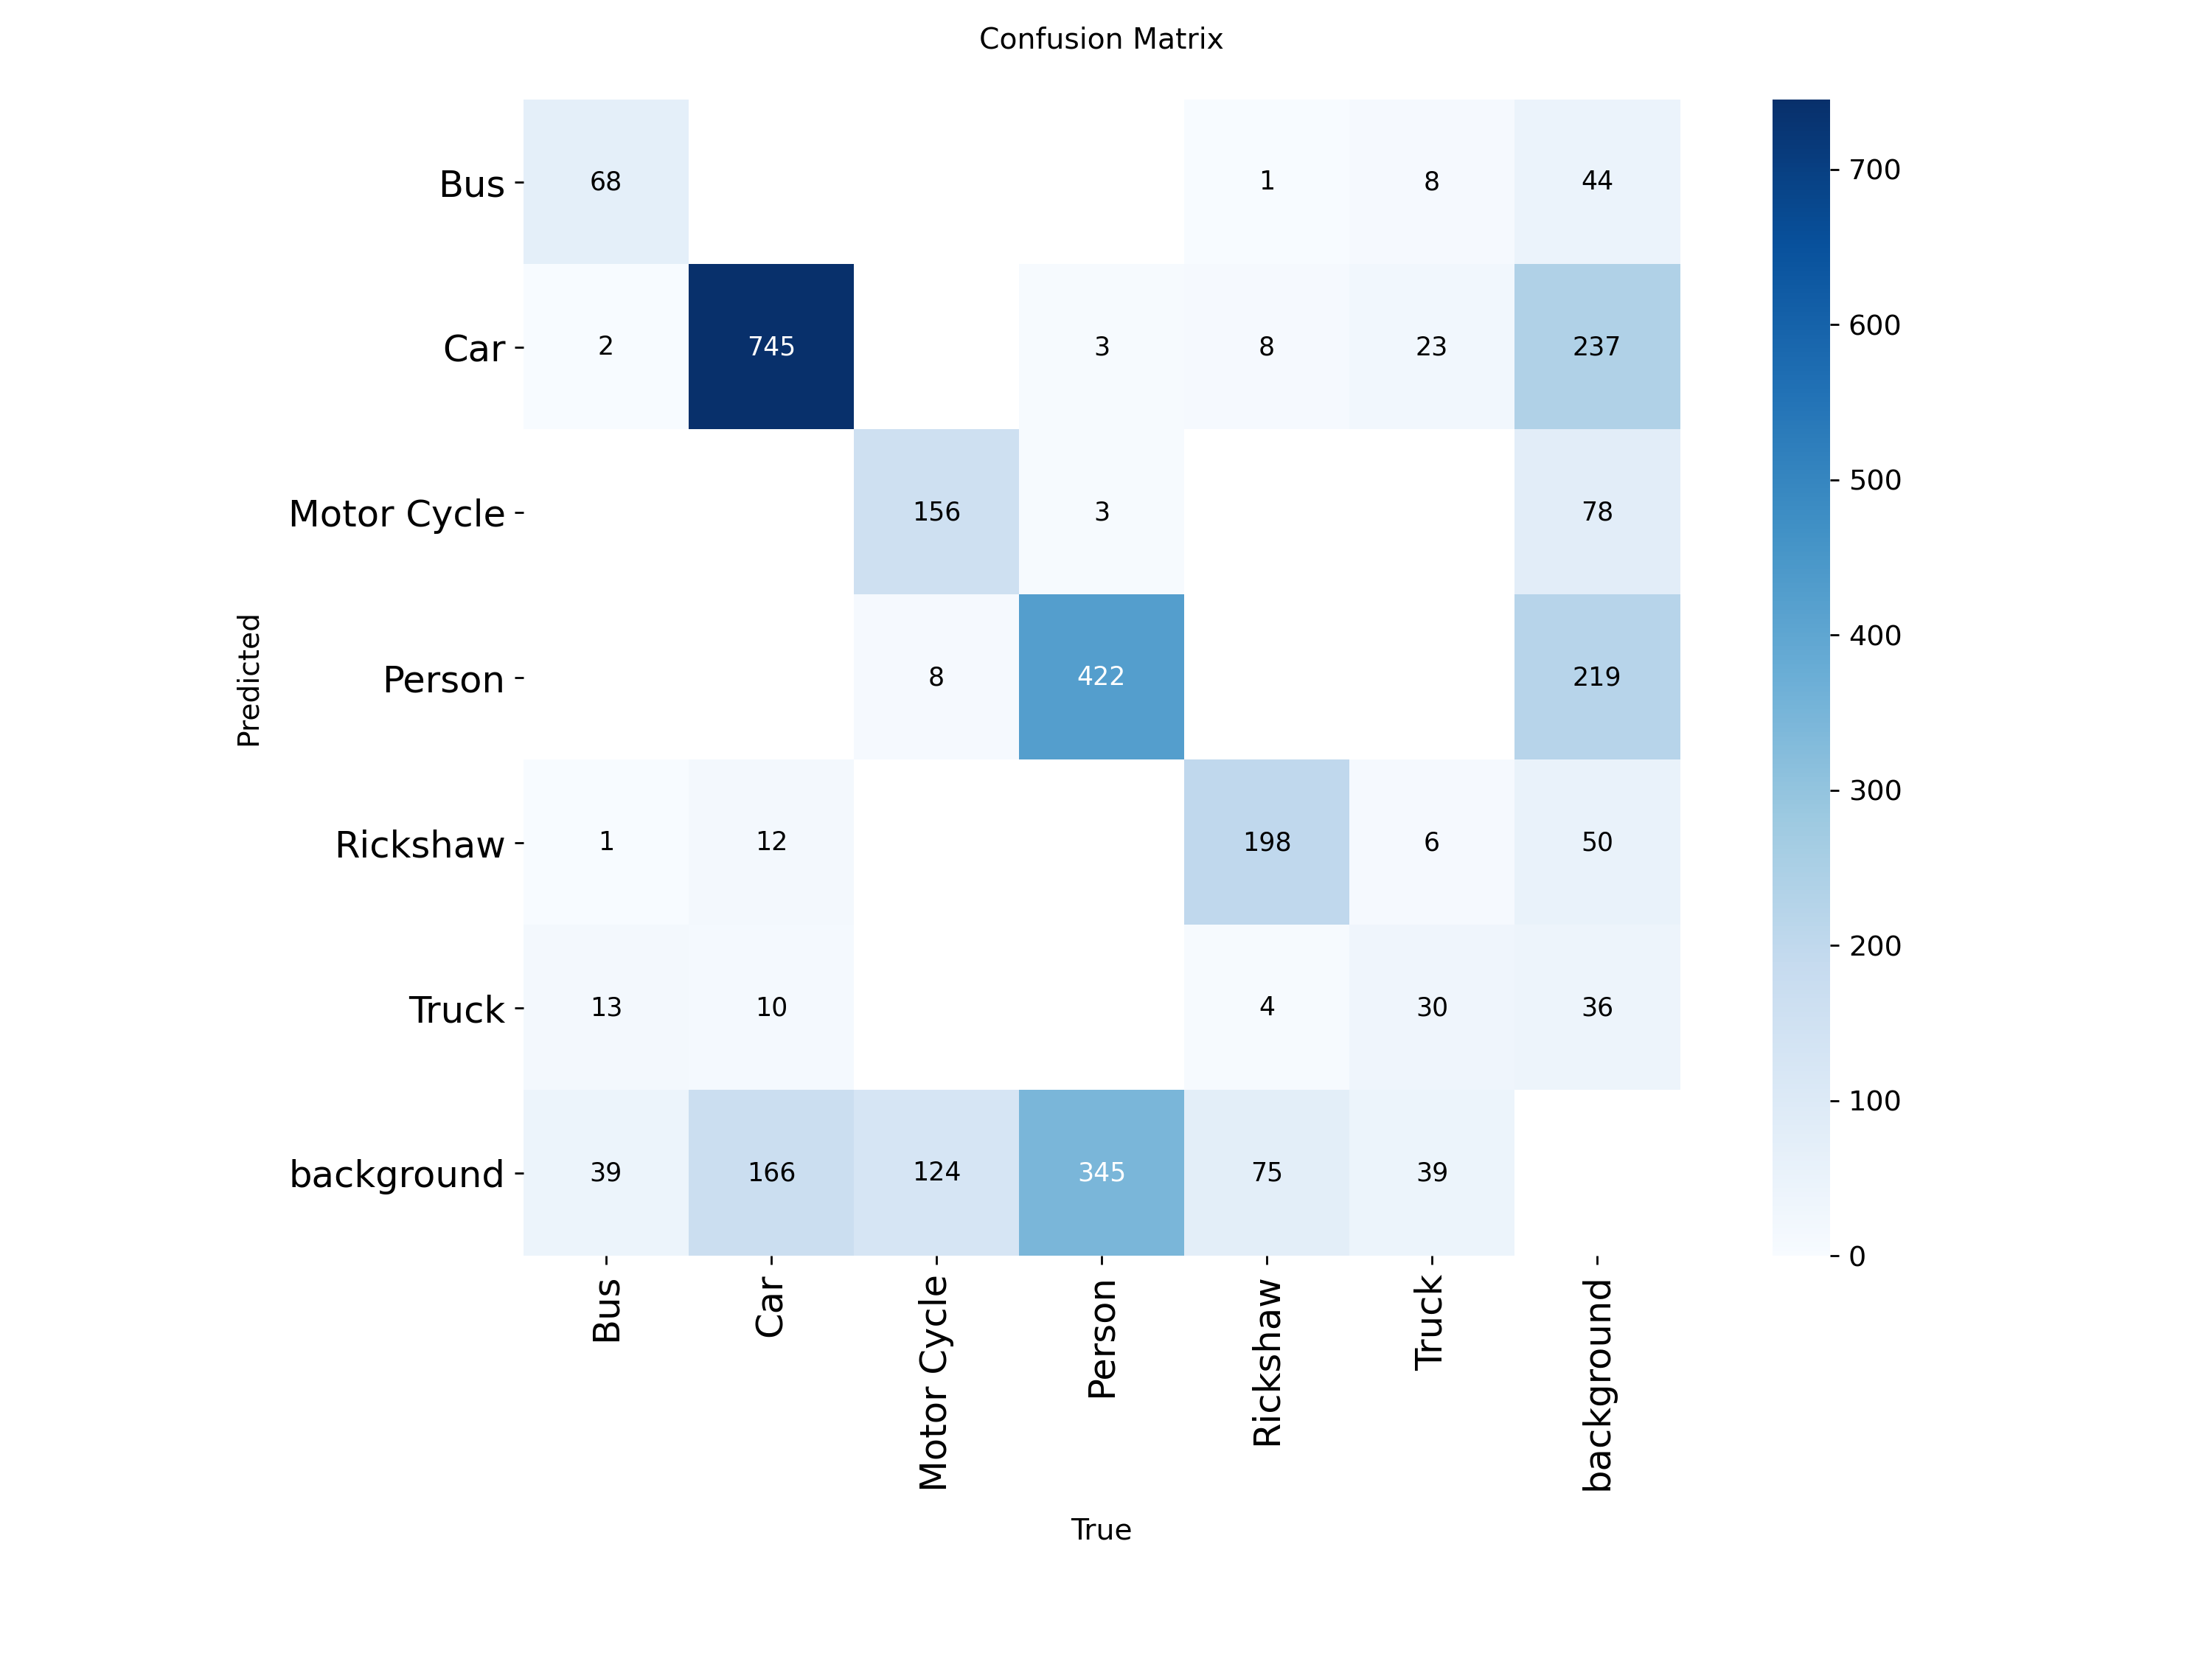 Confusion Matrix
Bus 68 1 8 44
Car 2 745 3 8 23 237
Motor Cycle 156 3 78
Person 8 422 219
Rickshaw 1 12 198 6 50
Truck 13 10 4 30 36
background 39 166 124 345 75 39
Predicted
Bus Car Motor Cycle Person Rickshaw Truck background
True
700
600
500
400
300
200
100
0